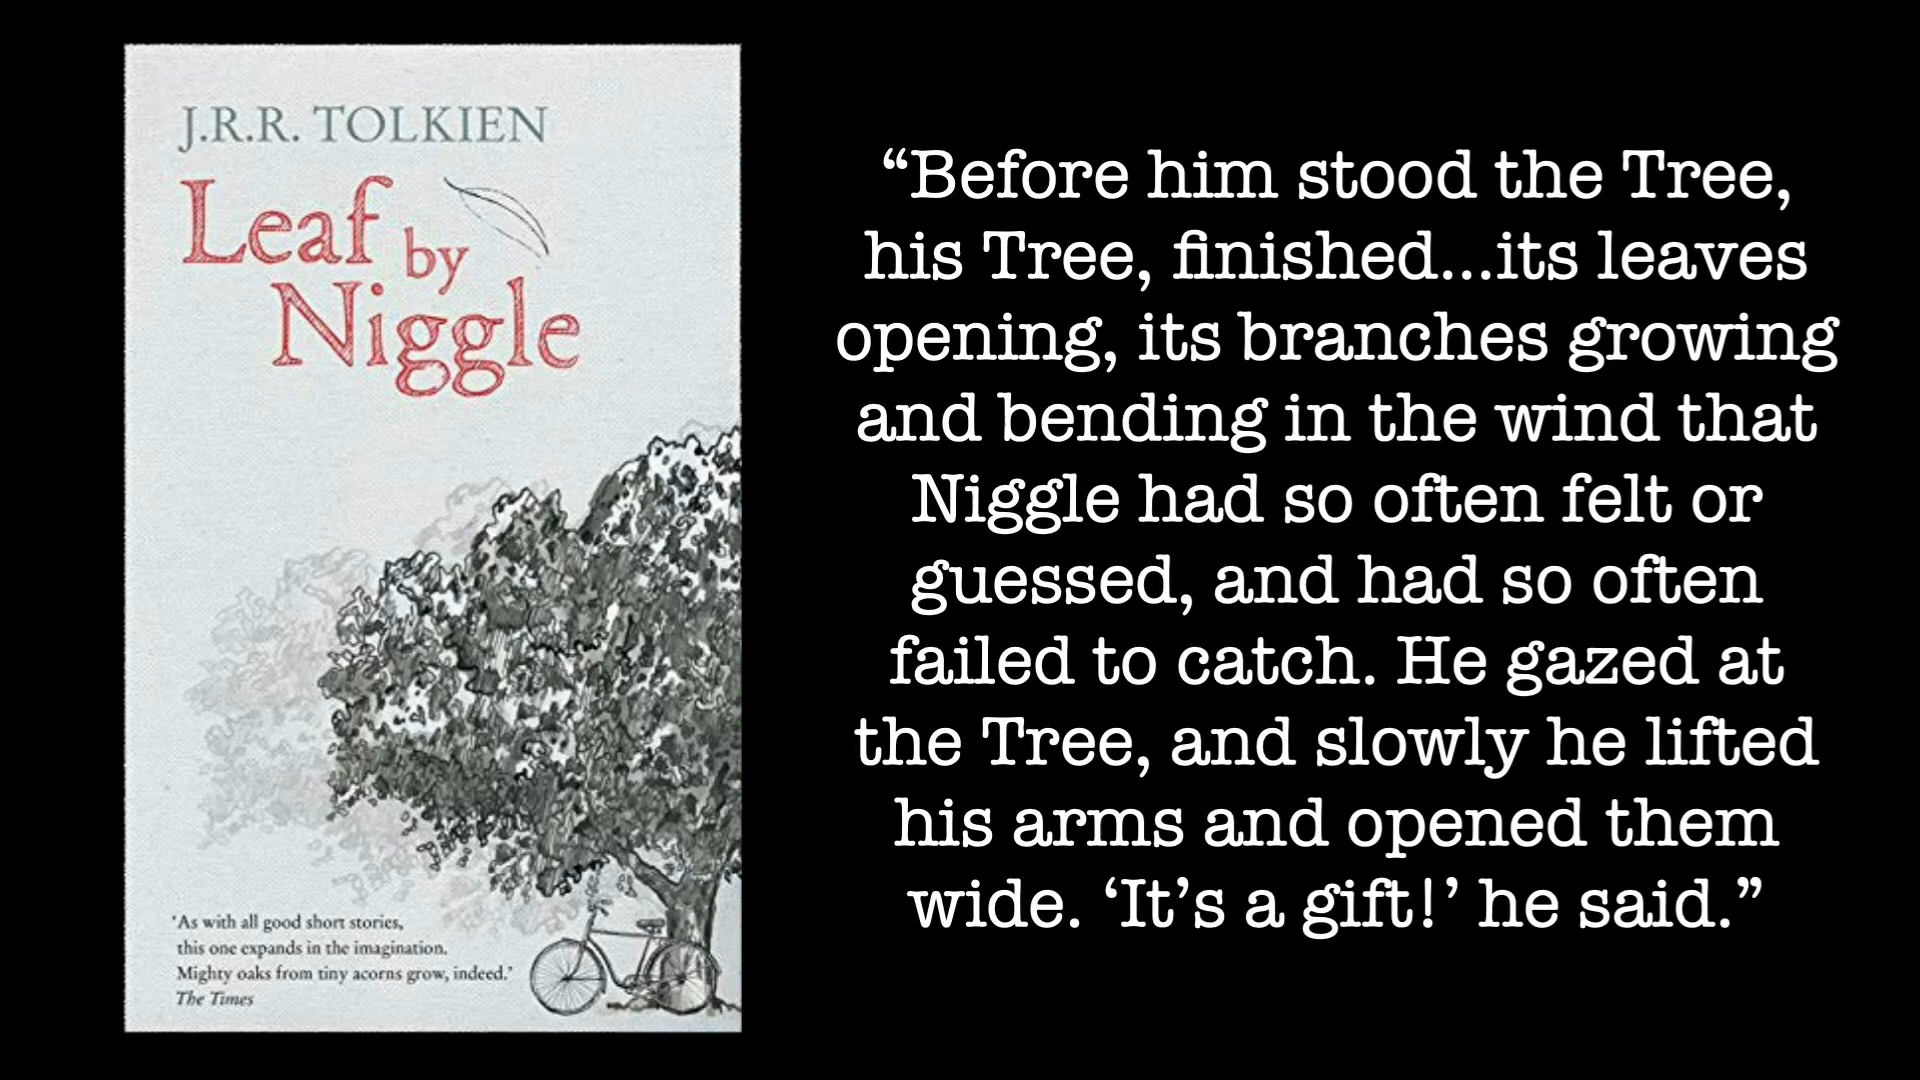 J.R.R. TOLKIEN
Leaf by
Niggle
‘As with all good short stories,
this one expands in the imagination.
Mighty oaks from tiny acorns grow, indeed.’
The Times
“Before him stood the Tree,
his Tree, finished...its leaves
opening, its branches growing
and bending in the wind that
Niggle had so often felt or
guessed, and had so often
failed to catch. He gazed at
the Tree, and slowly he lifted
his arms and opened them
wide. ‘It’s a gift!’ he said.”